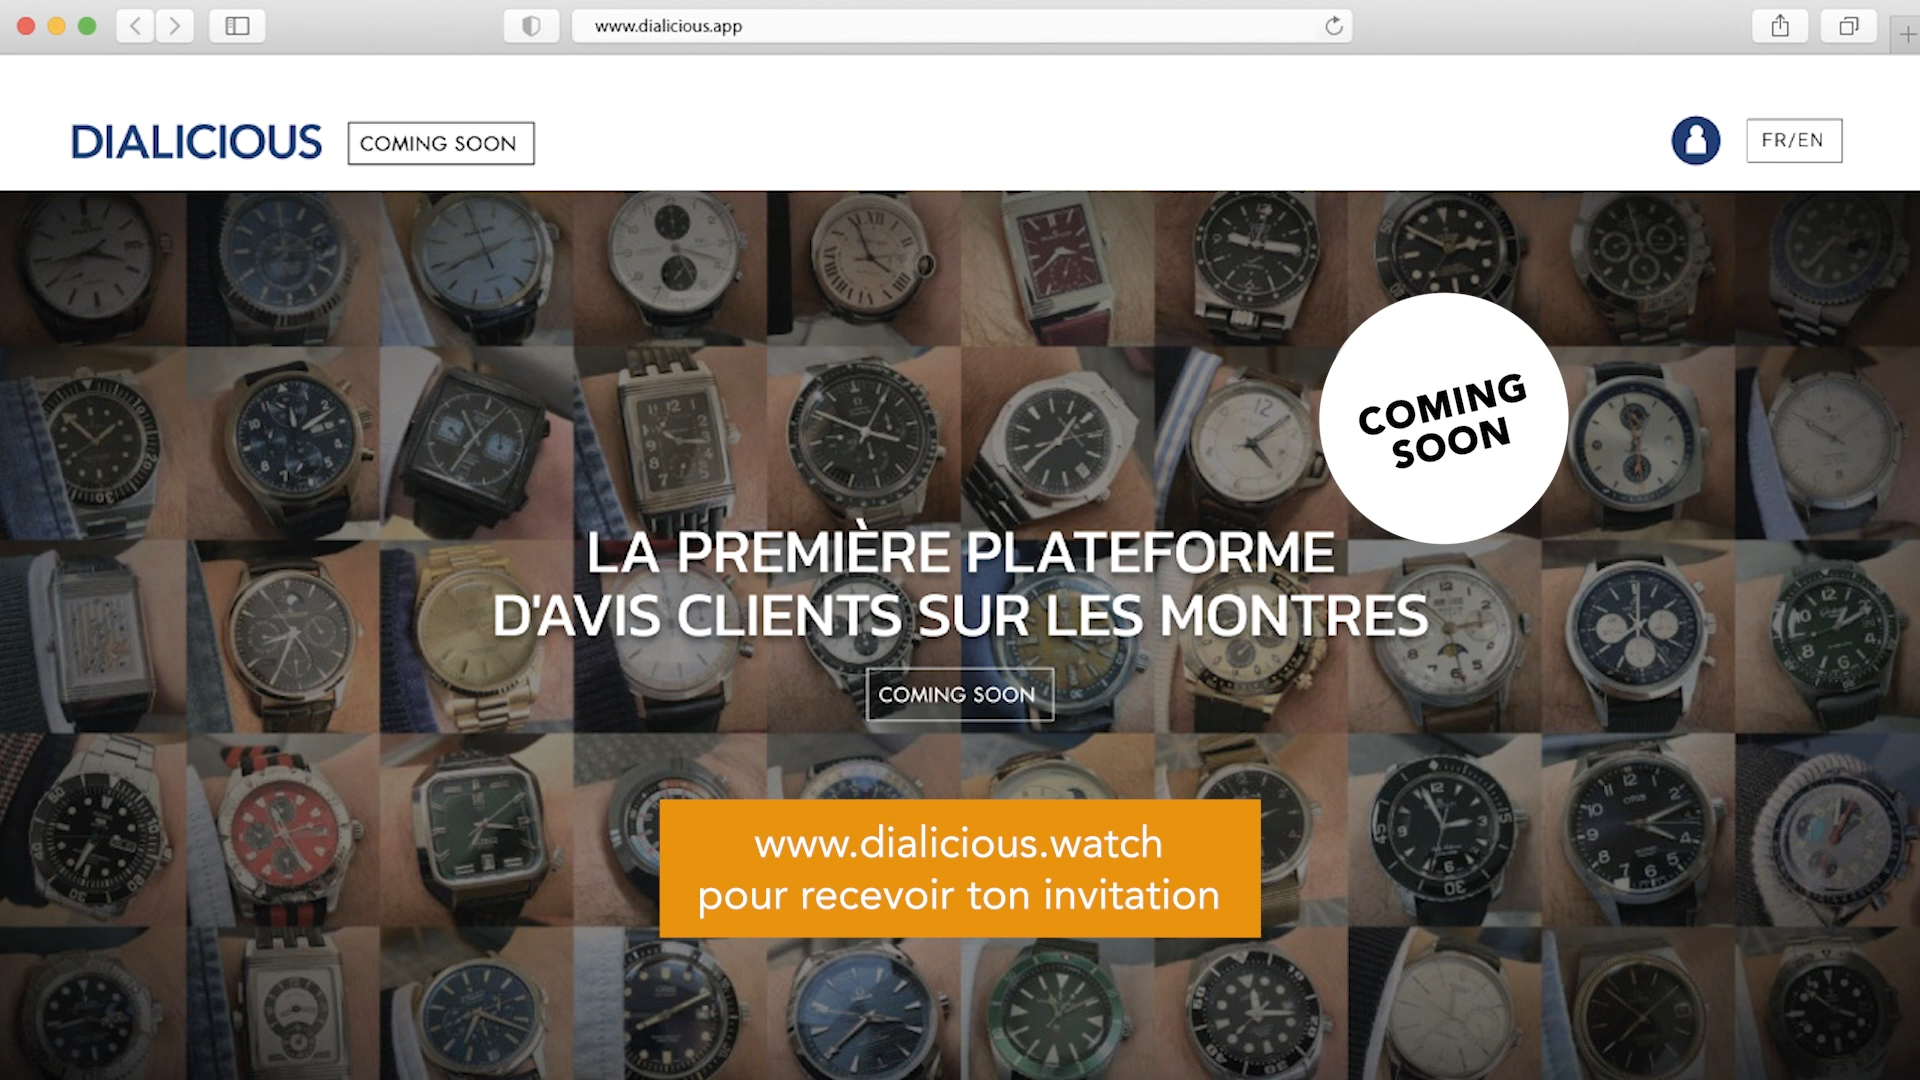 www.dialicious.app
DIALICIOUS
COMING SOON
FR/EN
COMING
SOON
LA PREMIÈRE PLATEFORME
D'AVIS CLIENTS SUR LES MONTRES
COMING SOON
www.dialicious.watch
pour recevoir ton invitation